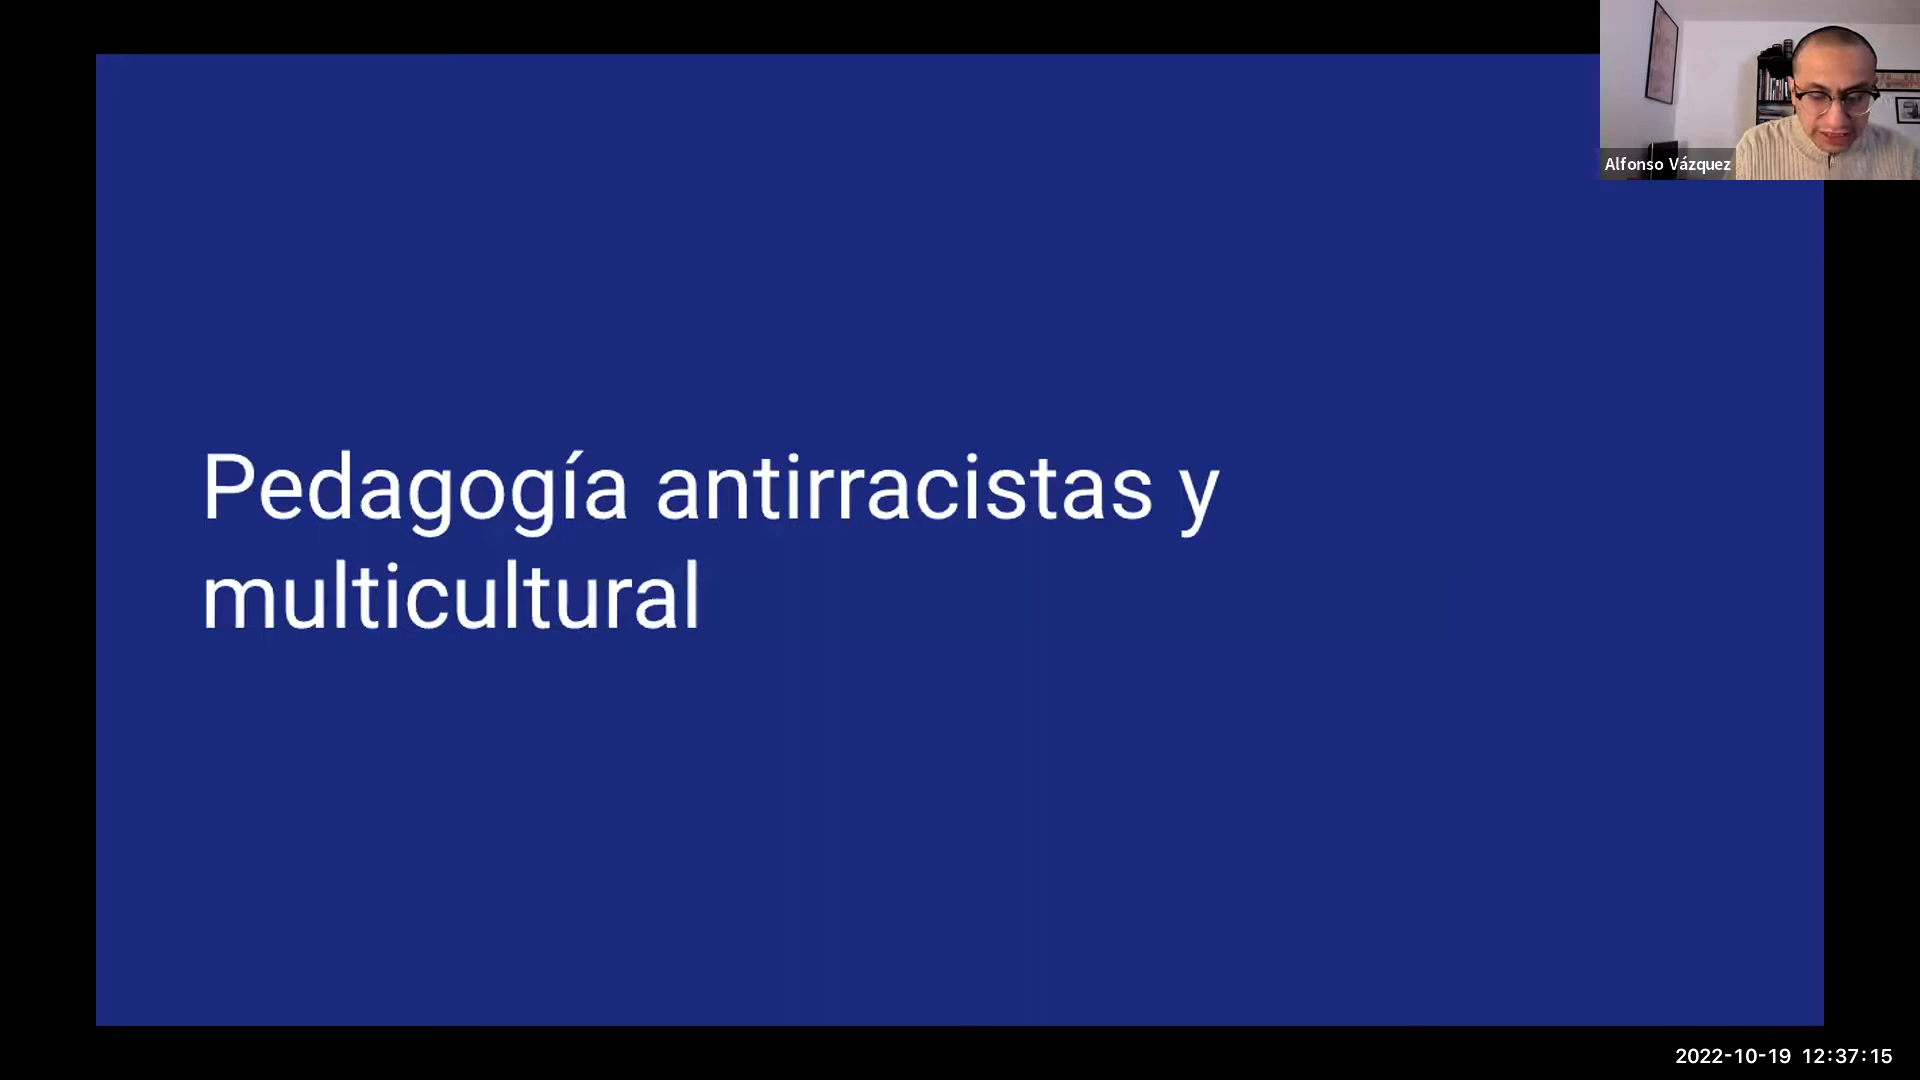 Alfonso Vázquez
Pedagogía antirracistas y
multicultural
2022-10-19 12:37:15